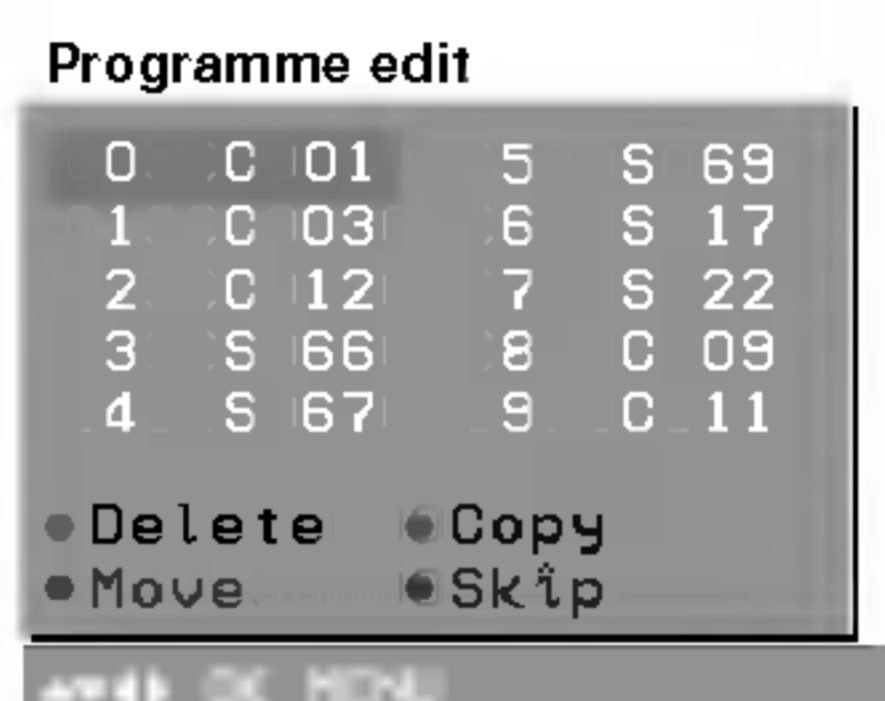 Programme edit
0 C 01 5 S 69
1 C 03 6 S 17
2 C 12 7 S 22
3 S 66 8 C 09
4 S 67 9 C 11
Delete Copy
Move Skip
OK MENU